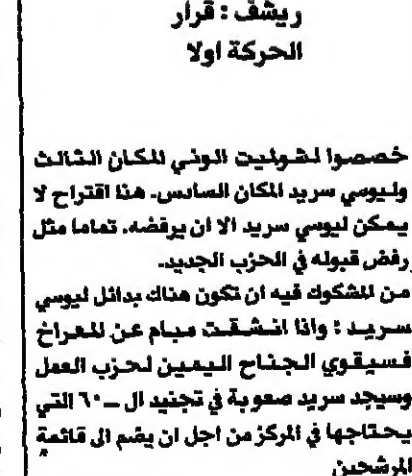 ريشف : قرار
الحركة اولا
خصصوا لشوليت الوني المكان الثالث
وليوسي سريد المكان السادس. هذا اقتراح لا
يمكن ليوسي سريد الا ان يرفضه. تماما مثل
رفض قبوله في الحزب الجديد.
من المشكوك فيه ان تكون هناك بدائل ليوسي
سريد : واذا انشقت مبام عن المعراخ
فسيقوي الجناح اليمين لحزب العمل
وسيجد سريد صعوبة في تجنيد ال ــ ٦٠ التي
يحتاجها في المركز من اجل ان يضم الى قائمة
المرشحين